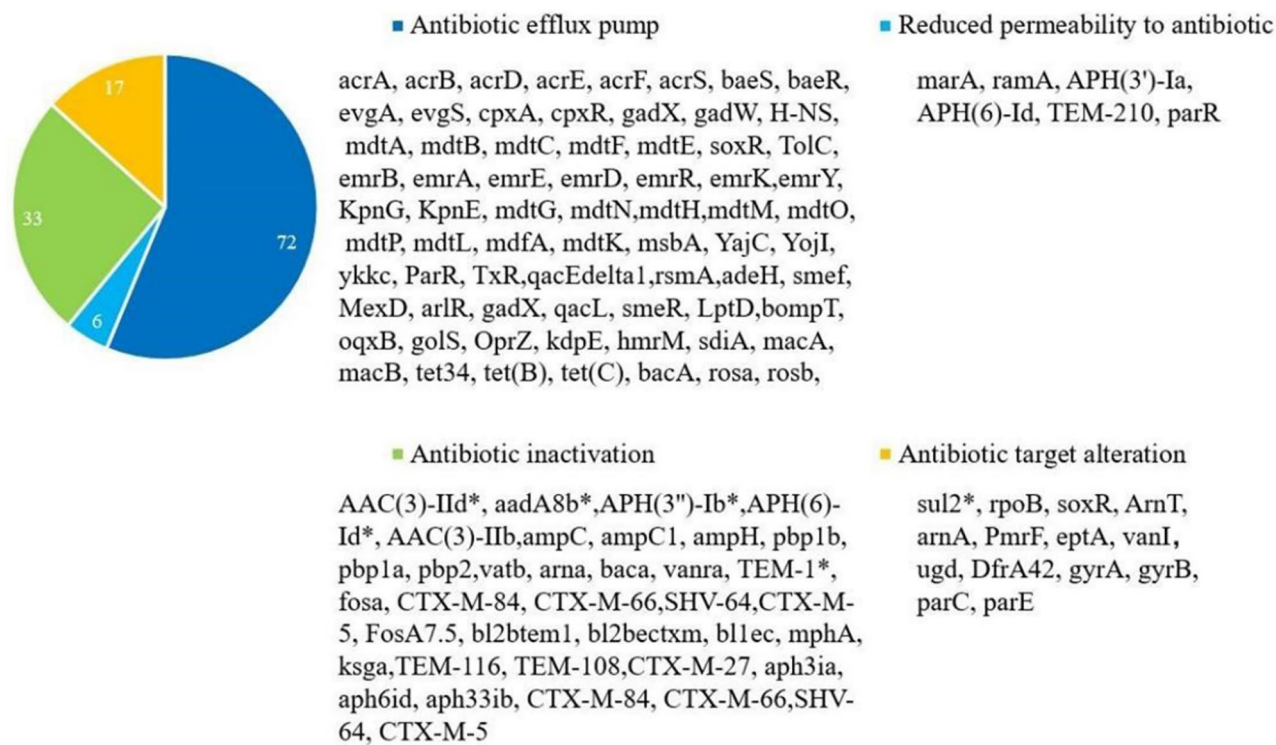 17
33
72
6
Antibiotic efflux pump
acrA, acrB, acrD, acrE, acrF, acrS, baeS, baeR,
evgA, evgS, cpxA, cpxR, gadX, gadW, H-NS,
mdtA, mdtB, mdtC, mdtF, mdtE, soxR, TolC,
emrB, emrA, emrE, emrD, emrR, emrK,emrY,
KpnG, KpnE, mdtG, mdtN,mdtH,mdtM, mdtO,
mdtP, mdtL, mdfA, mdtK, msbA, YajC, YojI,
ykkc, ParR, TxR,qacEdelta1,rsmA,adeH, smef,
MexD, arlR, gadX, qacL, smeR, LptD,bompT,
oqxB, golS, OprZ, kdpE, hmrM, sdiA, macA,
macB, tet34, tet(B), tet(C), bacA, rosa, rosb,
Reduced permeability to antibiotic
marA, ramA, APH(3')-Ia,
APH(6)-Id, TEM-210, parR
Antibiotic inactivation
AAC(3)-IId*, aadA8b*,APH(3")-Ib*,APH(6)-
Id*, AAC(3)-IIb,ampC, ampC1, ampH, pbp1b,
pbp1a, pbp2,vatb, arna, baca, vanra, TEM-1*,
fosa, CTX-M-84, CTX-M-66,SHV-64,CTX-M-
5, FosA7.5, bl2btem1, bl2bectxm, bl1ec, mphA,
ksga,TEM-116, TEM-108,CTX-M-27, aph3ia,
aph6id, aph33ib, CTX-M-84, CTX-M-66,SHV-
64, CTX-M-5
Antibiotic target alteration
sul2*, rpoB, soxR, ArnT,
arnA, PmrF, eptA, vanI,
ugd, DfrA42, gyrA, gyrB,
parC, parE